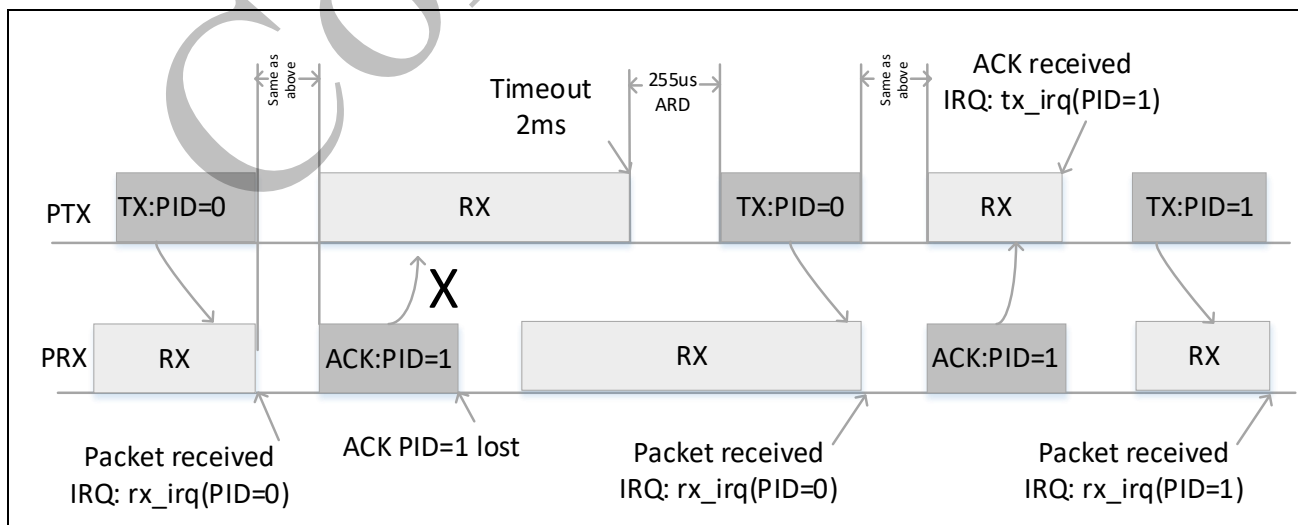 Same as
above
Timeout
2ms
255us
ARD
Same as
above
ACK received
IRQ: tx_irq(PID=1)
PTX
TX:PID=0
RX
TX:PID=0
RX
TX:PID=1
X
PRX
RX
ACK:PID=1
RX
ACK:PID=1
RX
Packet received
IRQ: rx_irq(PID=0)
ACK PID=1 lost
Packet received
IRQ: rx_irq(PID=0)
Packet received
IRQ: rx_irq(PID=1)